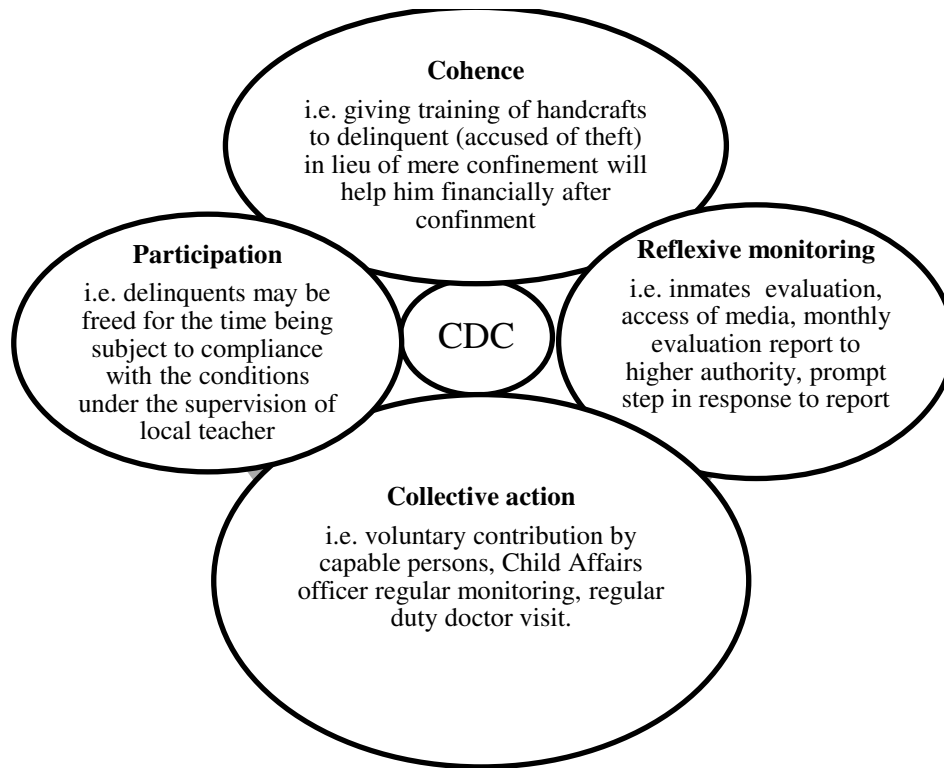 Cohence
i.e. giving training of handcrafts
to delinquent (accused of theft)
in lieu of mere confinement will
help him financially after
confinment
Participation
i.e. delinquents may be
freed for the time being
subject to compliance
with the conditions
under the supervision of
local teacher
CDC
Reflexive monitoring
i.e. inmates evaluation,
access of media, monthly
evaluation report to
higher authority, prompt
step in response to report
Collective action
i.e. voluntary contribution by
capable persons, Child Affairs
officer regular monitoring, regular
duty doctor visit.